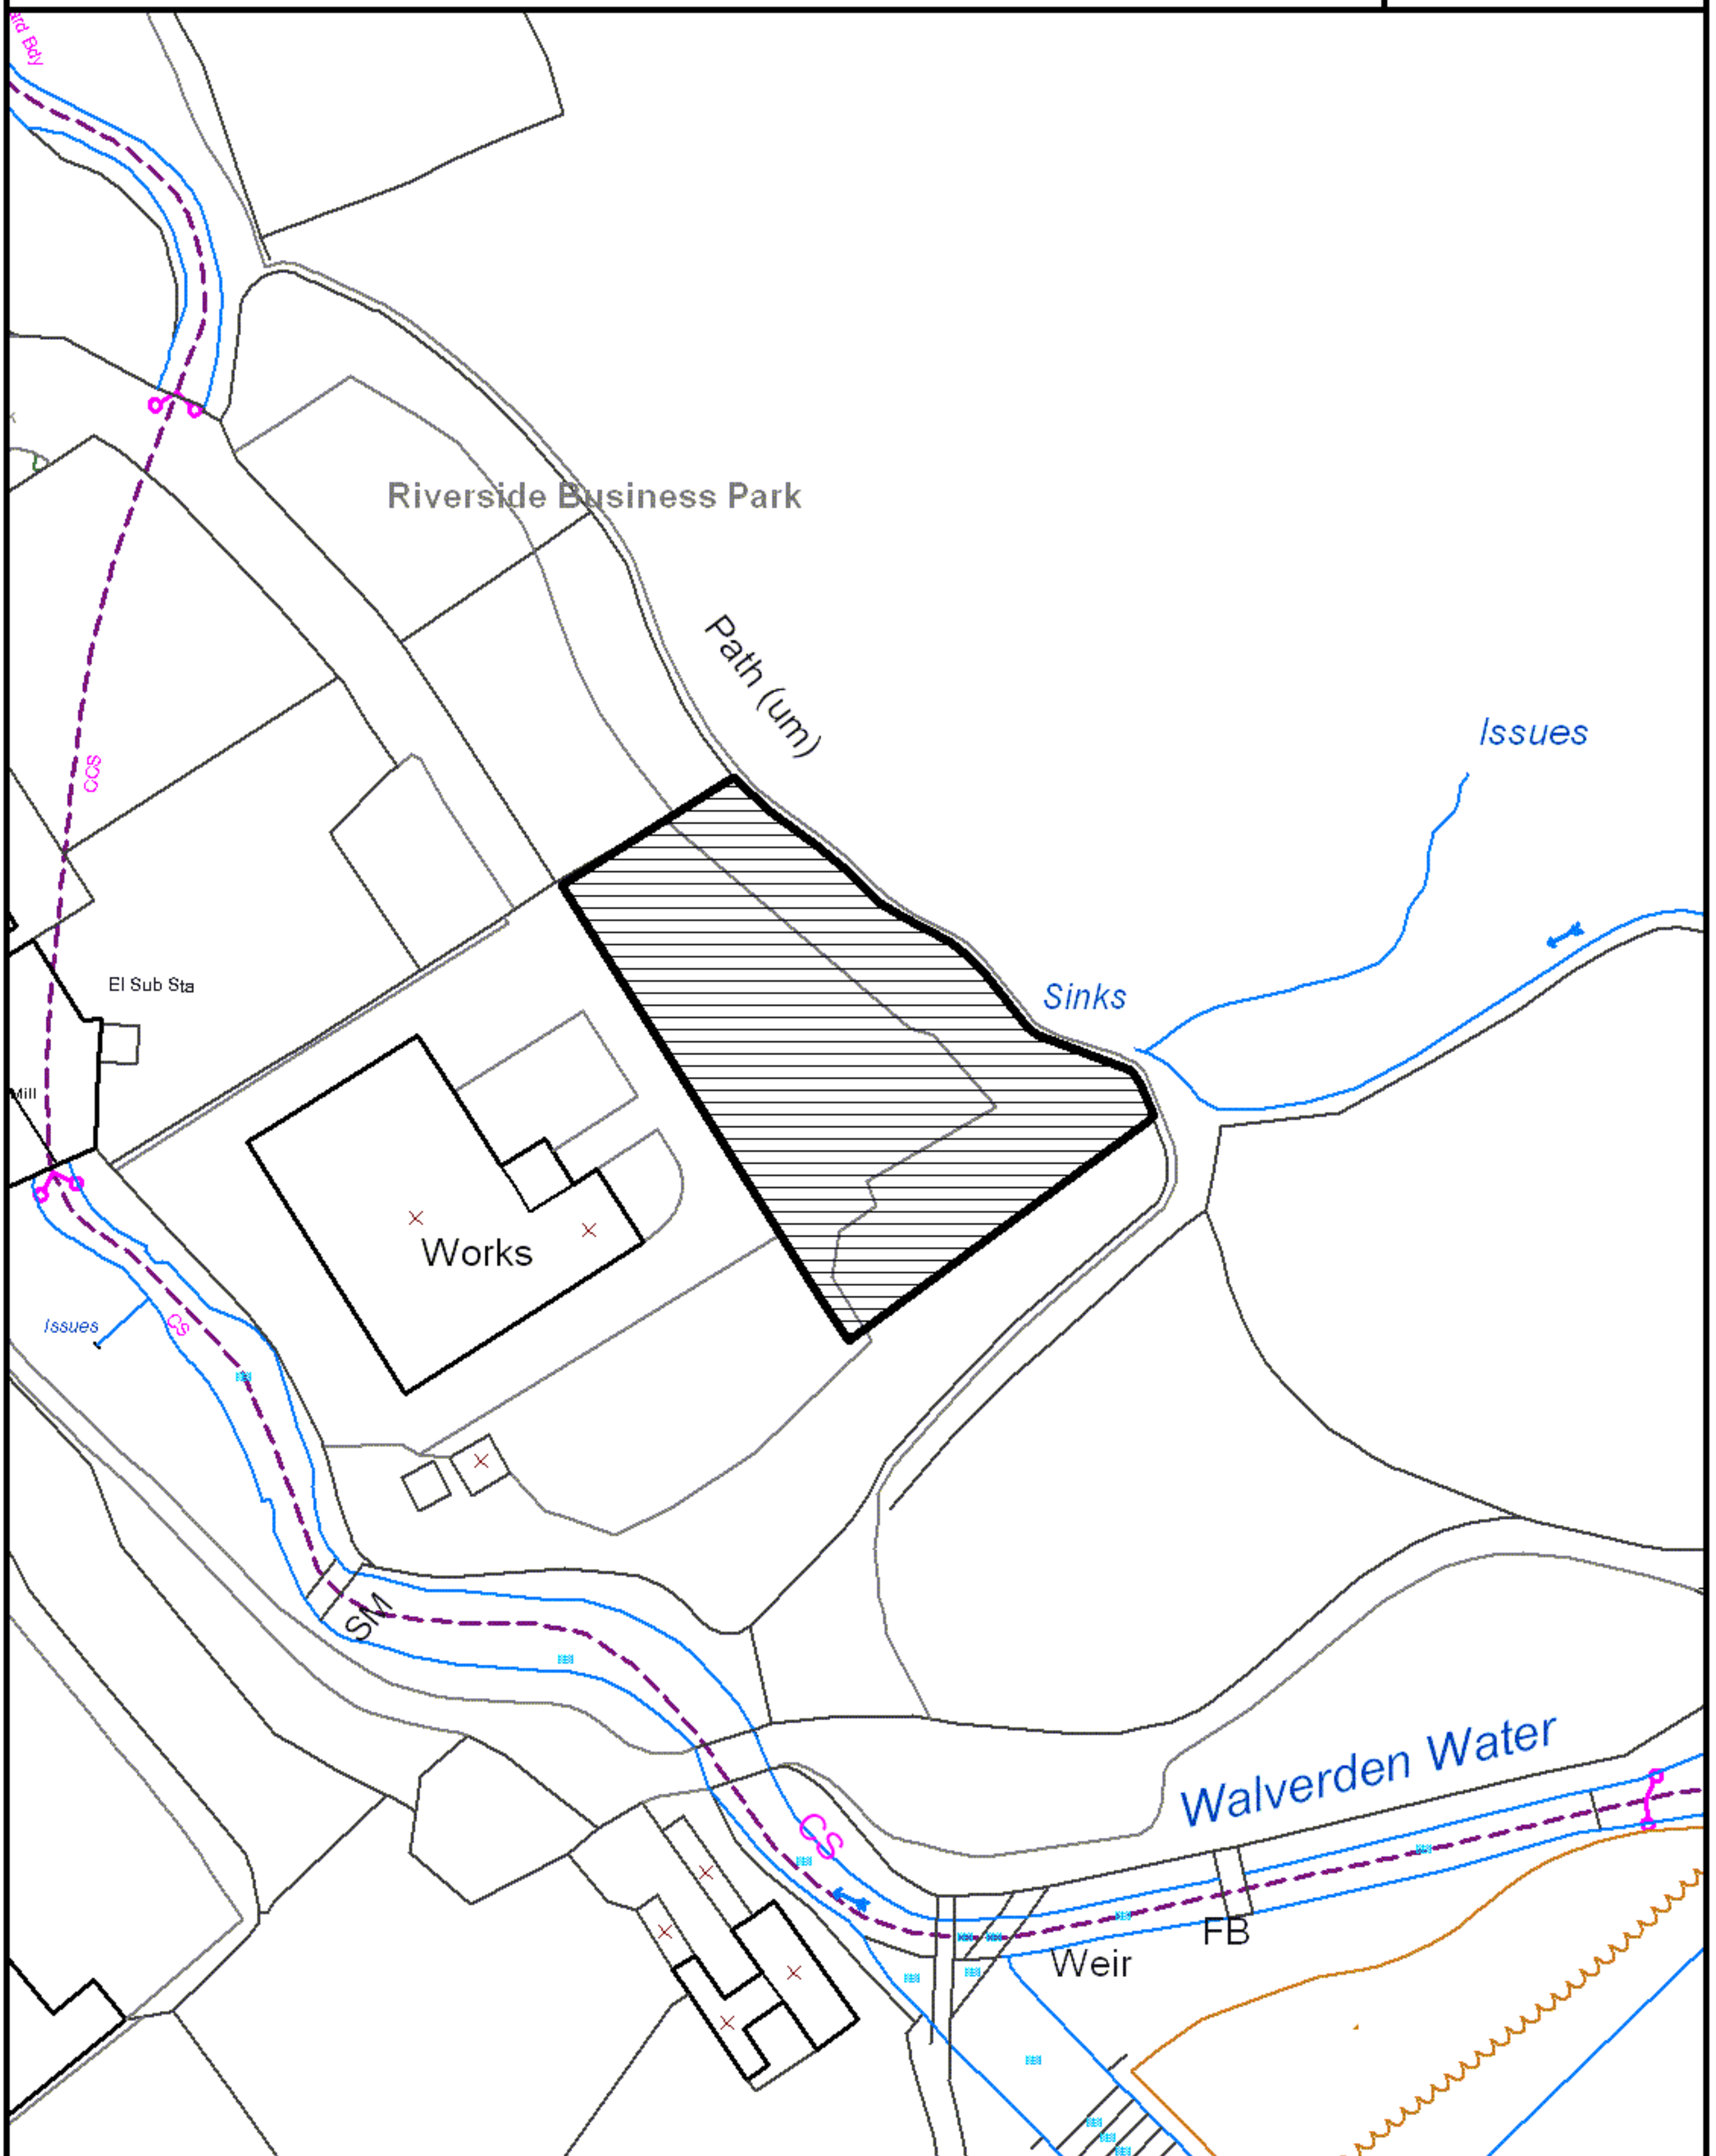 Bdy
Riverside Business Park
Path (um)
Issues
CCS
El Sub Sta
Sinks
Mill
Works
Issues
CS
SM
Walverden Water
CS
FB
Weir